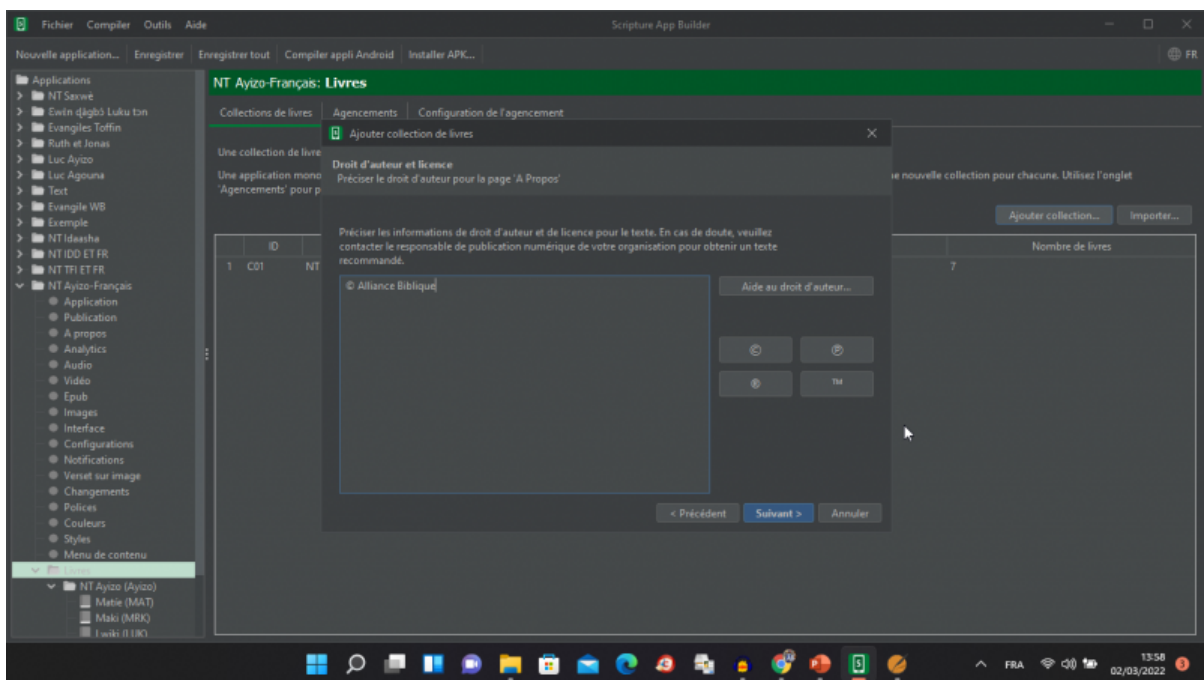 Fichier Compiler Outils Aide
Scripture App Builder
Nouvelle application... Enregistrer Enregistrer tout Compiler appli Android Installer APK...
FR
Applications
NT Saxwè
Ewin ɖagbɔ Luku tɔn
Evangiles Toffin
Ruth et Jonas
Luc Ayizo
Luc Agouna
Text
Evangile WB
Exemple
NT Idaasha
NT IDD ET FR
NT TFI ET FR
NT Ayizo-Français
Application
Publication
A propos
Analytics
Audio
Vidéo
Epub
Images
Interface
Configurations
Notifications
Verset sur image
Changements
Polices
Couleurs
Styles
Menu de contenu
Livres
NT Ayizo (Ayizo)
Matie (MAT)
Maki (MRK)
Lwiki (LUK)
NT Ayizo-Français: Livres
Collections de livres Agencements Configuration de l'agencement
Une collection de livre
Une application mono
'Agencements' pour p
e nouvelle collection pour chacune. Utilisez l'onglet
Ajouter collection... Importer...
ID
Nombre de livres
1 C01 NT
7
Ajouter collection de livres
Droit d'auteur et licence
Préciser le droit d'auteur pour la page 'A Propos'
Préciser les informations de droit d'auteur et de licence pour le texte. En cas de doute, veuillez
contacter le responsable de publication numérique de votre organisation pour obtenir un texte
recommandé.
© Alliance Biblique
Aide au droit d'auteur...
© ℗
® ™
< Précédent Suivant > Annuler
FRA
13:58
02/03/2022
3